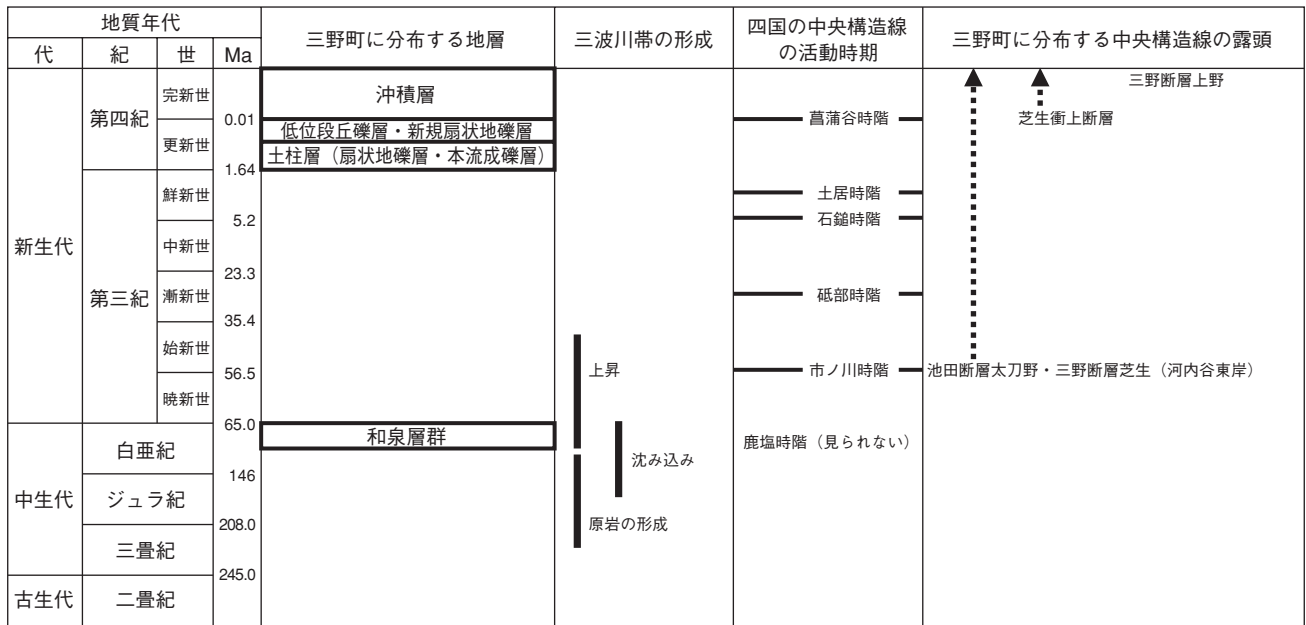 地質年代
代
紀
世
Ma
三野町に分布する地層
三波川帯の形成
四国の中央構造線
の活動時期
三野町に分布する中央構造線の露頭
新生代
第四紀
完新世
0.01
更新世
1.64
第三紀
鮮新世
5.2
中新世
23.3
漸新世
35.4
始新世
56.5
暁新世
65.0
中生代
白亜紀
146
ジュラ紀
208.0
三畳紀
245.0
古生代
二畳紀
沖積層
低位段丘礫層・新規扇状地礫層
土柱層（扇状地礫層・本流成礫層）
和泉層群
上昇
沈み込み
原岩の形成
菖蒲谷時階
土居時階
石鎚時階
砥部時階
市ノ川時階
鹿塩時階（見られない）
三野断層上野
芝生衝上断層
池田断層太刀野・三野断層芝生（河内谷東岸）